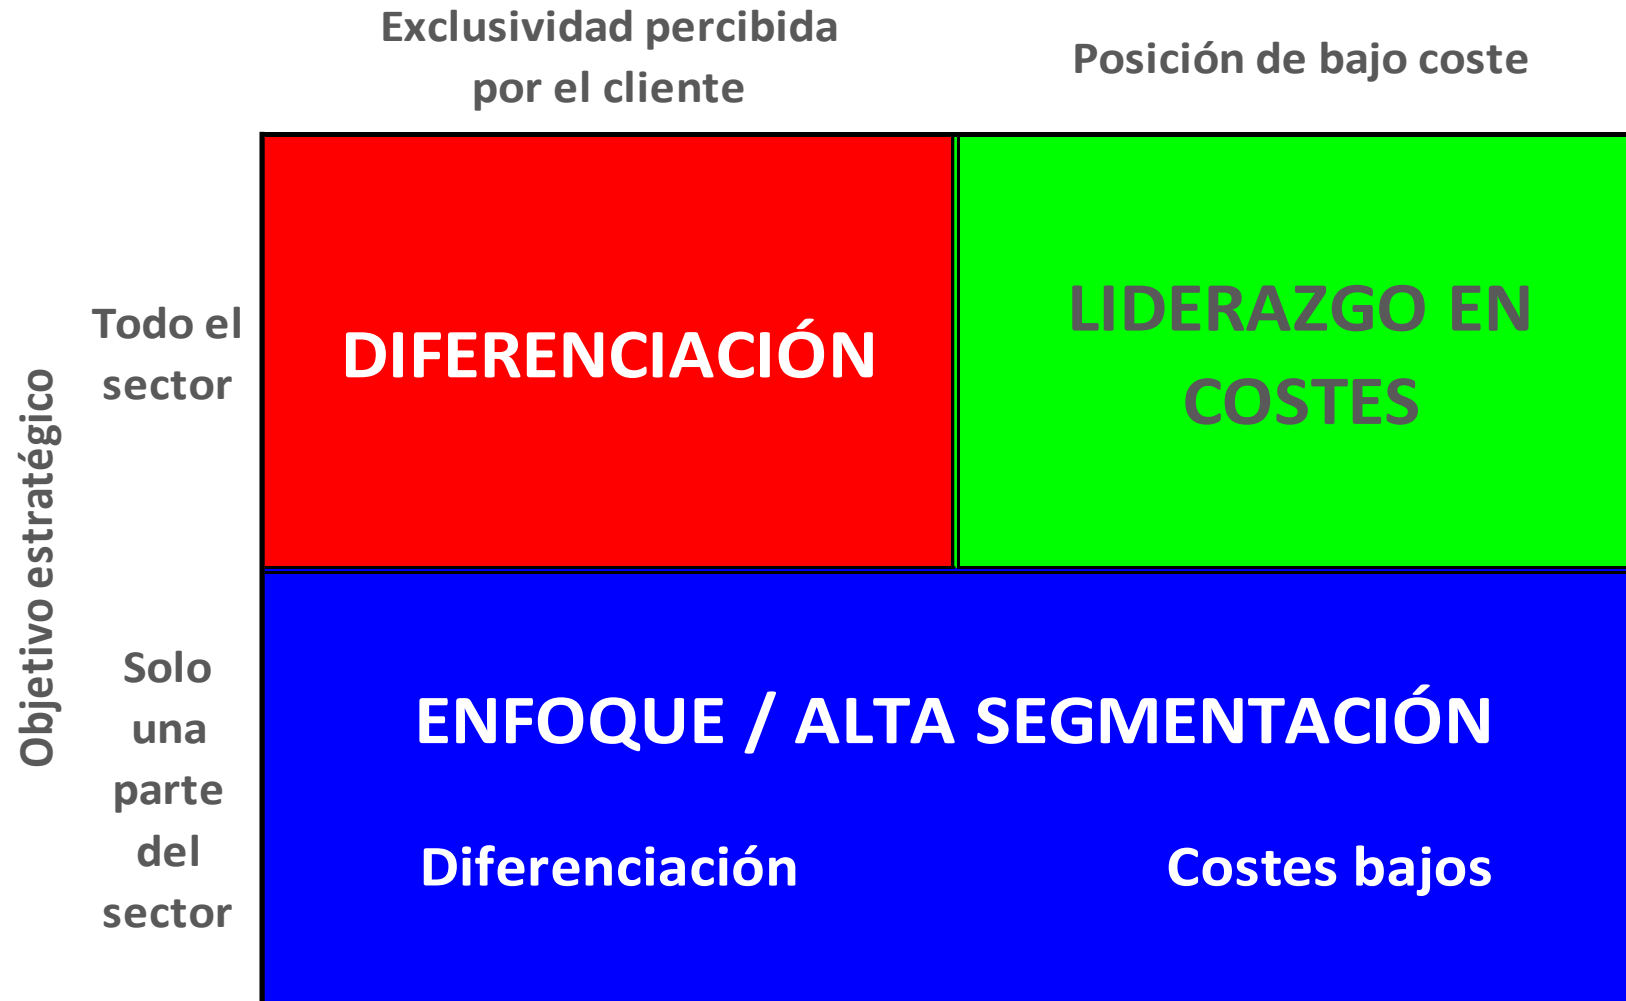 Exclusividad percibida
por el cliente
Posición de bajo coste
Objetivo estratégico
Todo el
sector
DIFERENCIACIÓN
LIDERAZGO EN
COSTES
Solo
una
parte
del
sector
ENFOQUE / ALTA SEGMENTACIÓN
Diferenciación
Costes bajos